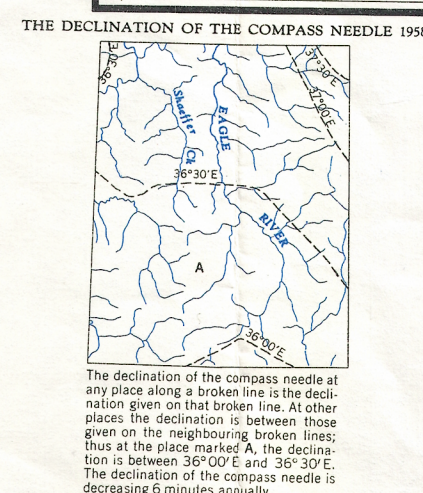 THE DECLINATION OF THE COMPASS NEEDLE 1958
36°30'E
37°30'E
37°00'E
Shaeffer Ck
EAGLE
36°30'E
RIVER
A
36°00'E
The declination of the compass needle at
any place along a broken line is the decli-
nation given on that broken line. At other
places the declination is between those
given on the neighbouring broken lines;
thus at the place marked A, the declina-
tion is between 36°00'E and 36°30'E.
The declination of the compass needle is
decreasing 6 minutes annually